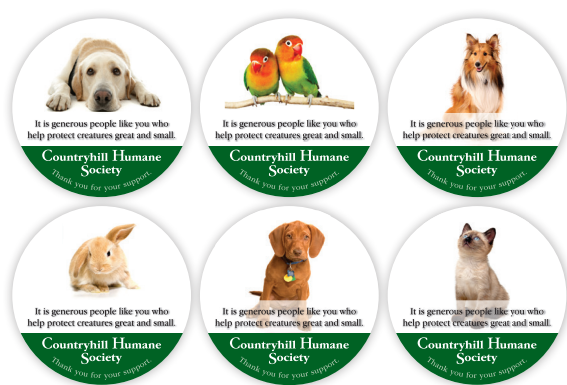 It is generous people like you who
help protect creatures great and small.
Countryhill Humane
Society
Thank you for your support.
It is generous people like you who
help protect creatures great and small.
Countryhill Humane
Society
Thank you for your support.
It is generous people like you who
help protect creatures great and small.
Countryhill Humane
Society
Thank you for your support.
It is generous people like you who
help protect creatures great and small.
Countryhill Humane
Society
Thank you for your support.
It is generous people like you who
help protect creatures great and small.
Countryhill Humane
Society
Thank you for your support.
It is generous people like you who
help protect creatures great and small.
Countryhill Humane
Society
Thank you for your support.